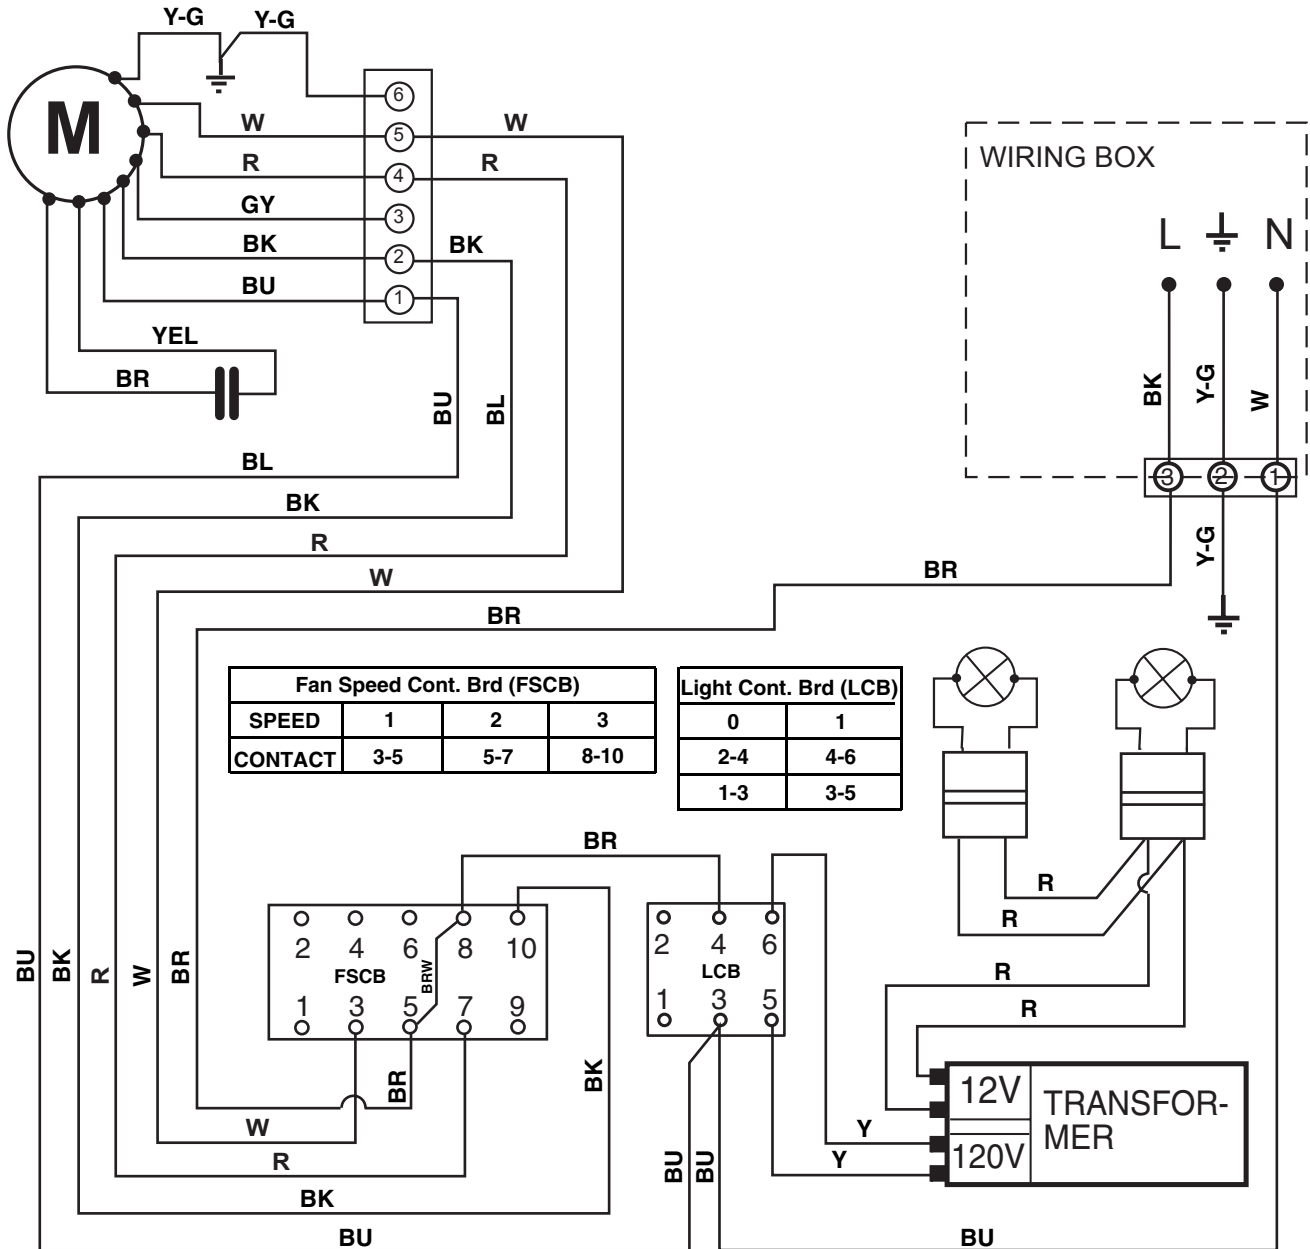 Y-G
Y-G
M
6
W
5
W
R
4
R
GY
3
BK
2
BK
BU
1
YEL
BR
BU
BL
BL
BK
R
W
BR
BR
WIRING BOX
L
N
BK
Y-G
W
3
2
1
Y-G
Fan Speed Cont. Brd (FSCB)
SPEED 1 2 3
CONTACT 3-5 5-7 8-10
Light Cont. Brd (LCB)
0 1
2-4 4-6
1-3 3-5
BR
R
R
R
R
BU
BK
R
W
BR
2 4 6 8 10
FSCB
BRW
1 3 5 7 9
2 4 6
LCB
1 3 5
BR
BK
W
R
BK
BU
BU
BU
BU
Y
Y
12V
120V
TRANSFOR-
MER